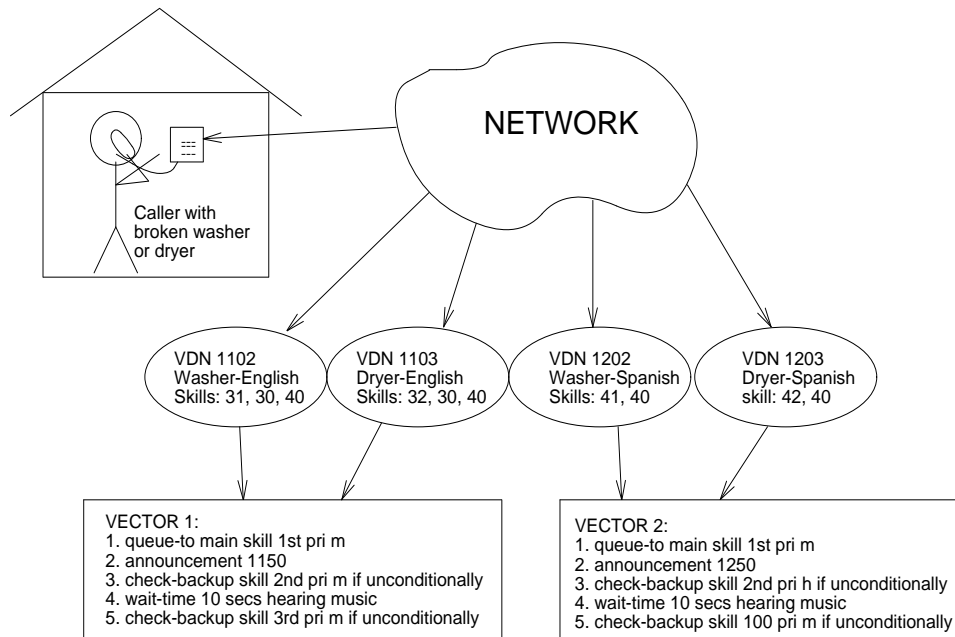 NETWORK
Caller with
broken washer
or dryer
VDN 1102
Washer-English
Skills: 31, 30, 40
VDN 1103
Dryer-English
Skills: 32, 30, 40
VDN 1202
Washer-Spanish
Skills: 41, 40
VDN 1203
Dryer-Spanish
skill: 42, 40
VECTOR 1:
1. queue-to main skill 1st pri m
2. announcement 1150
3. check-backup skill 2nd pri m if unconditionally
4. wait-time 10 secs hearing music
5. check-backup skill 3rd pri m if unconditionally
VECTOR 2:
1. queue-to main skill 1st pri m
2. announcement 1250
3. check-backup skill 2nd pri h if unconditionally
4. wait-time 10 secs hearing music
5. check-backup skill 100 pri m if unconditionally